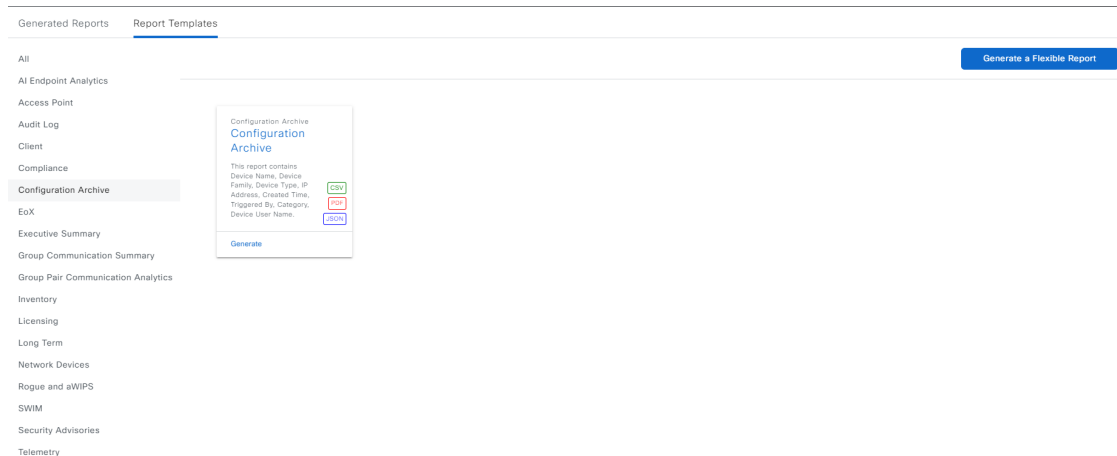 Generated Reports
Report Templates
All
AI Endpoint Analytics
Access Point
Audit Log
Client
Compliance
Configuration Archive
EoX
Executive Summary
Group Communication Summary
Group Pair Communication Analytics
Inventory
Licensing
Long Term
Network Devices
Rogue and aWIPS
SWIM
Security Advisories
Telemetry
Generate a Flexible Report
Configuration Archive
Configuration
Archive
This report contains
Device Name, Device
Family, Device Type, IP
Address, Created Time,
Triggered By, Category,
Device User Name.
CSV
PDF
JSON
Generate